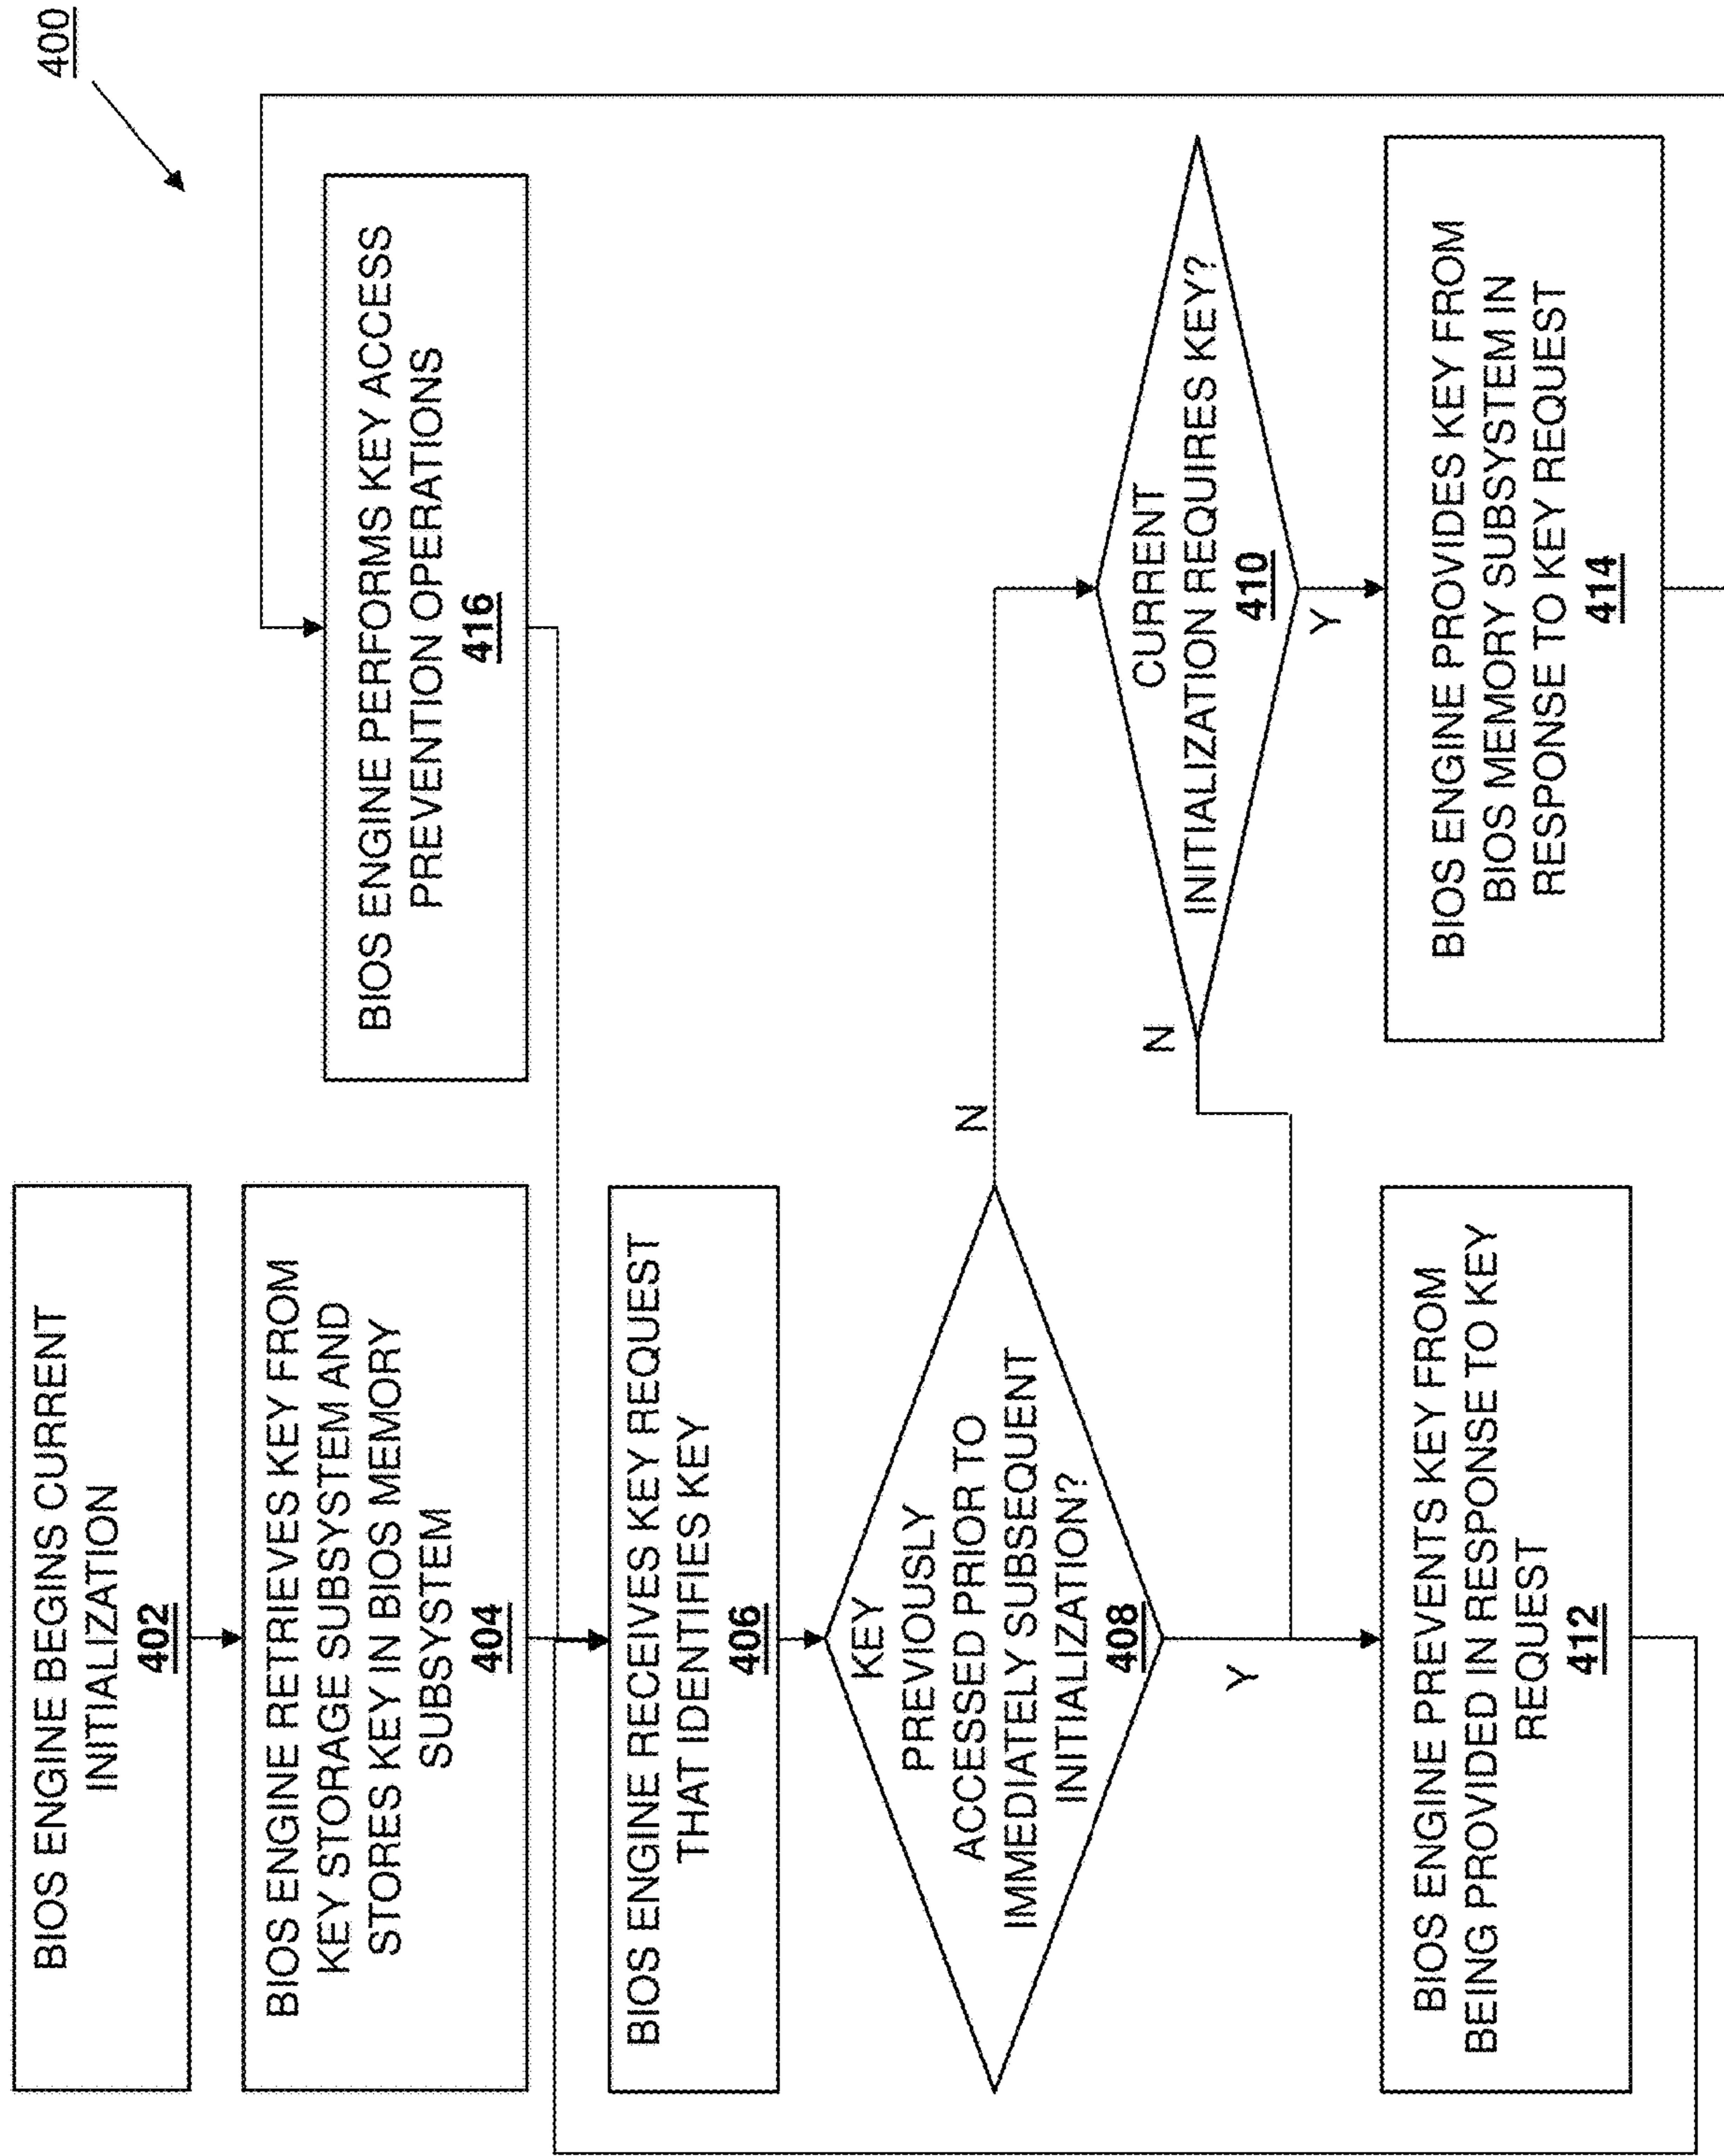 400
BIOS ENGINE BEGINS CURRENT
INITIALIZATION
402
BIOS ENGINE RETRIEVES KEY FROM
KEY STORAGE SUBSYSTEM AND
STORES KEY IN BIOS MEMORY
SUBSYSTEM
404
BIOS ENGINE RECEIVES KEY REQUEST
THAT IDENTIFIES KEY
406
KEY
PREVIOUSLY
ACCESSED PRIOR TO
IMMEDIATELY SUBSEQUENT
INITIALIZATION?
408
Y
N
BIOS ENGINE PREVENTS KEY FROM
BEING PROVIDED IN RESPONSE TO KEY
REQUEST
412
BIOS ENGINE PERFORMS KEY ACCESS
PREVENTION OPERATIONS
416
CURRENT
INITIALIZATION REQUIRES KEY?
410
N
Y
BIOS ENGINE PROVIDES KEY FROM
BIOS MEMORY SUBSYSTEM IN
RESPONSE TO KEY REQUEST
414